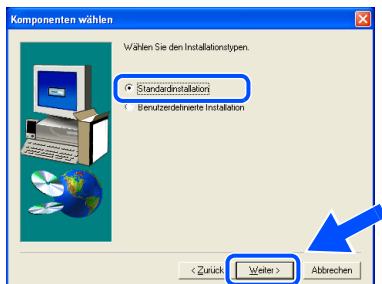 Komponenten wählen
Wählen Sie den Installationstypen.
Standardinstallation
Benutzerdefinierte Installation
< Zurück Weiter > Abbrechen